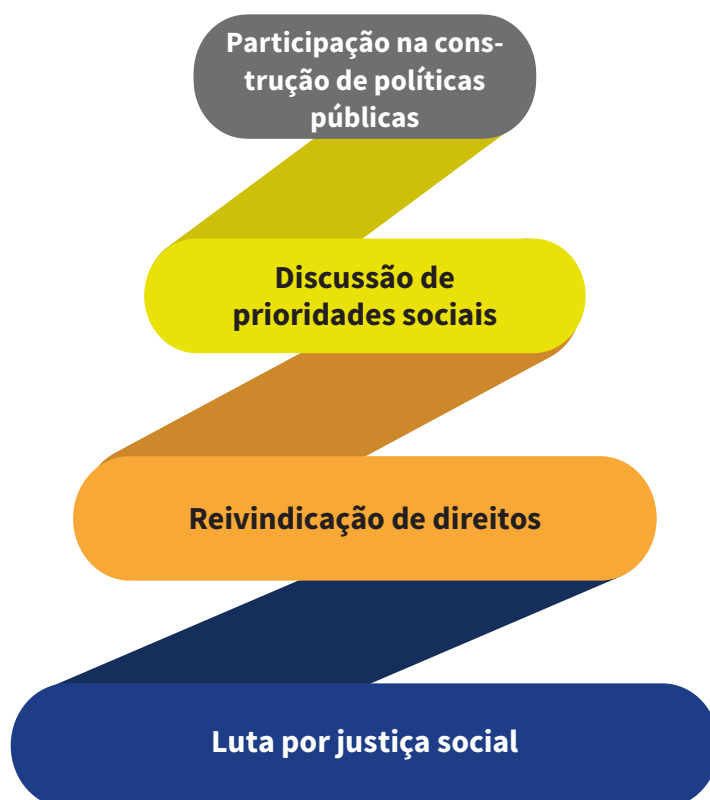 Participação na cons-
trução de políticas
públicas
Discussão de
prioridades sociais
Reivindicação de direitos
Luta por justiça social